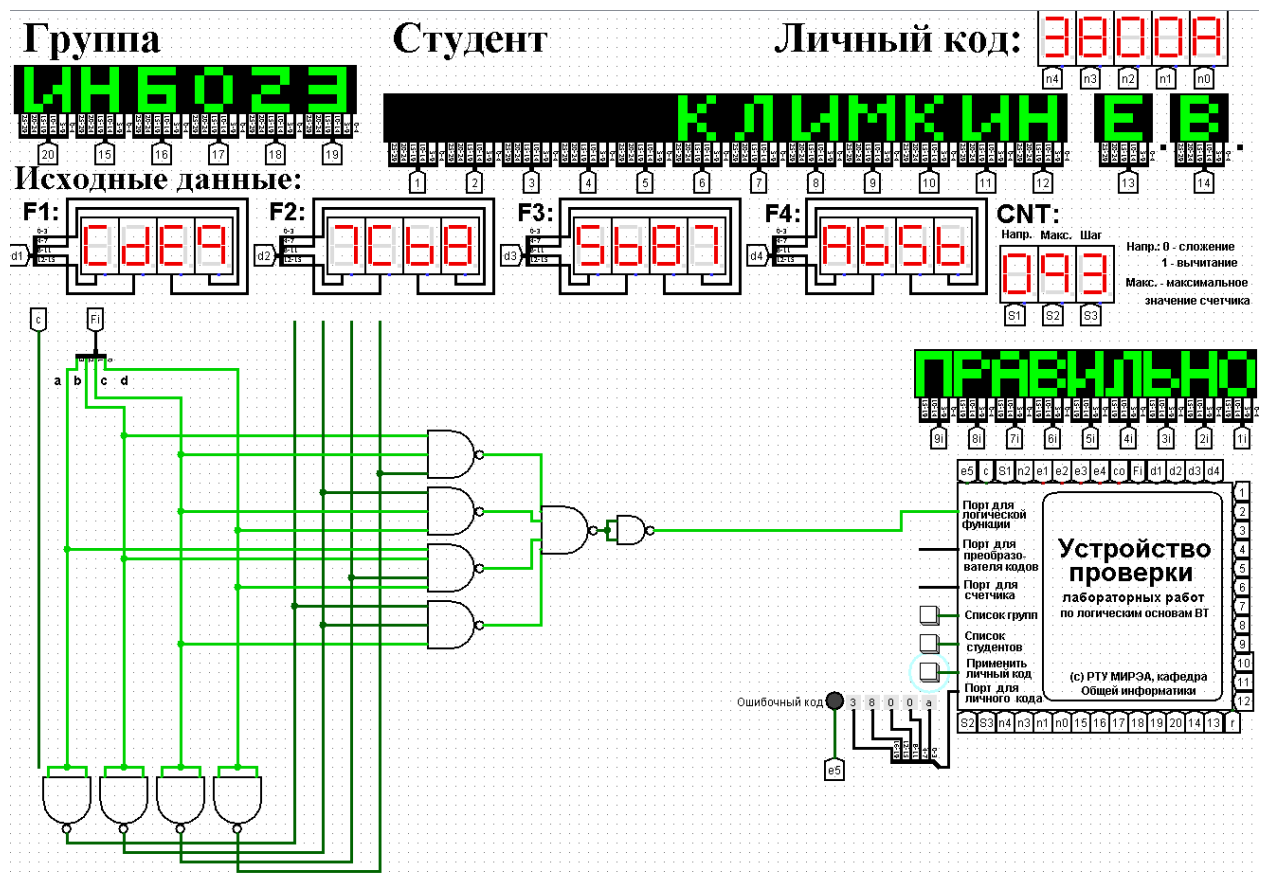 Группа
Студент
Личный код:
3800A
n4 n3 n2 n1 n0
ИНБО23
КЛИМКИН Е. В.
20 15 16 17 18 19
1 2 3 4 5 6 7 8 9 10 11 12 13 14
Исходные данные:
F1: CdE9
F2: 7Cb8
F3: 5b87
F4: A656
d1 d2 d3 d4
CNT:
Напр. Макс. Шаг
093
S1 S2 S3
Напр.: 0 - сложение
1 - вычитание
Макс. - максимальное
значение счетчика
c Fi
a b c d
ПРАВИЛЬНО
9i 8i 7i 6i 5i 4i 3i 2i 1i
e5 c S1 n2 e1 e2 e3 e4 co Fi d1 d2 d3 d4
Порт для
логической
функции
Порт для
преобразо-
вателя кодов
Порт для
счетчика
Список групп
Список
студентов
Применить
личный код
Порт для
личного кода
Устройство
проверки
лабораторных работ
по логическим основам ВТ
(c) РТУ МИРЭА, кафедра
Общей информатики
1
2
3
4
5
6
7
8
9
10
11
12
Ошибочный код
3 8 0 0 a
e5
S2 S3 n4 n3 n1 n0 15 16 17 18 19 20 14 13 r